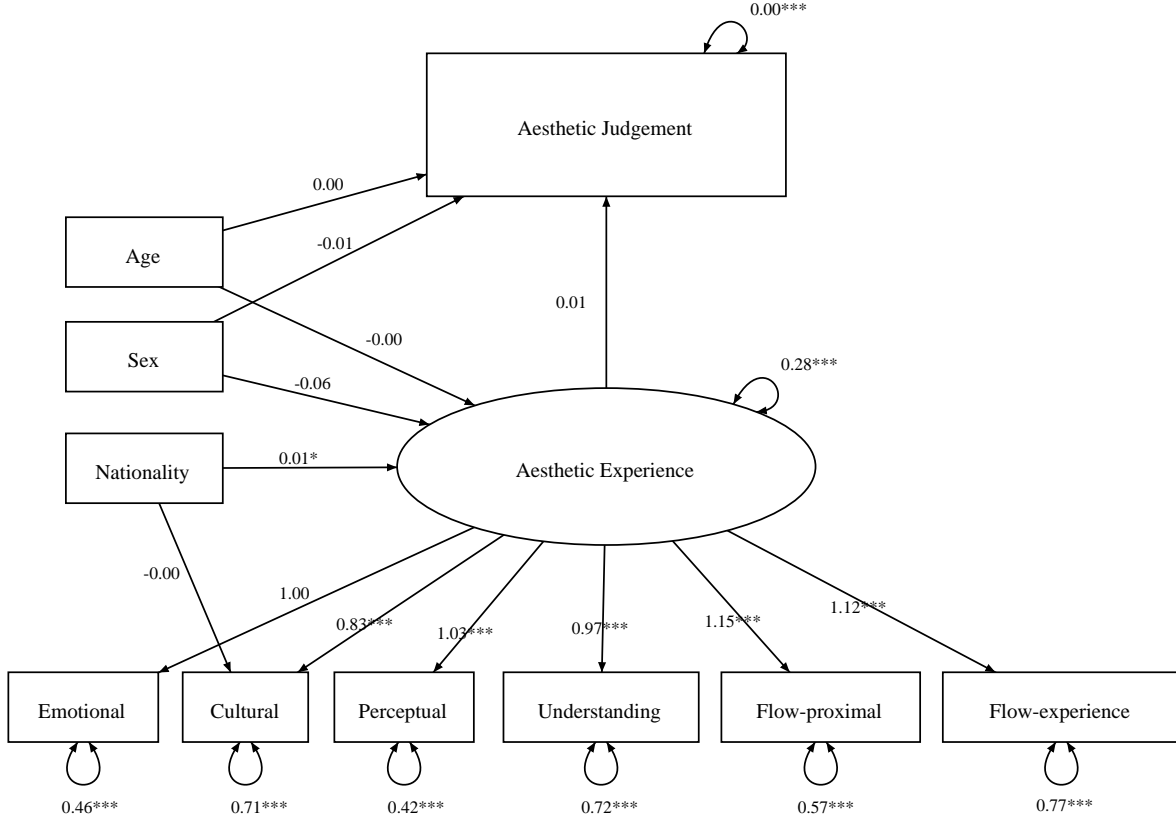 0.00***
Aesthetic Judgement
0.00
-0.01
Age
0.01
Sex
-0.00
-0.06
0.28***
Nationality
0.01*
Aesthetic Experience
-0.00
1.00
0.83***
1.03***
0.97***
1.15***
1.12***
Emotional
Cultural
Perceptual
Understanding
Flow-proximal
Flow-experience
0.46***
0.71***
0.42***
0.72***
0.57***
0.77***